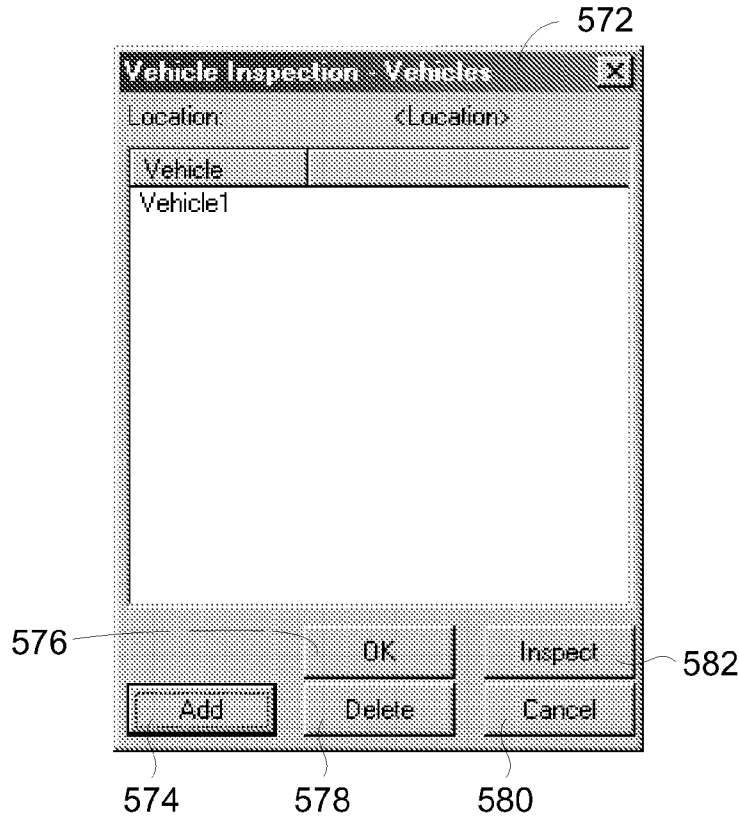 572
Vehicle Inspection - Vehicles
Location: <Location>
Vehicle
Vehicle1
576 OK Inspect 582
Add Delete Cancel
574 578 580